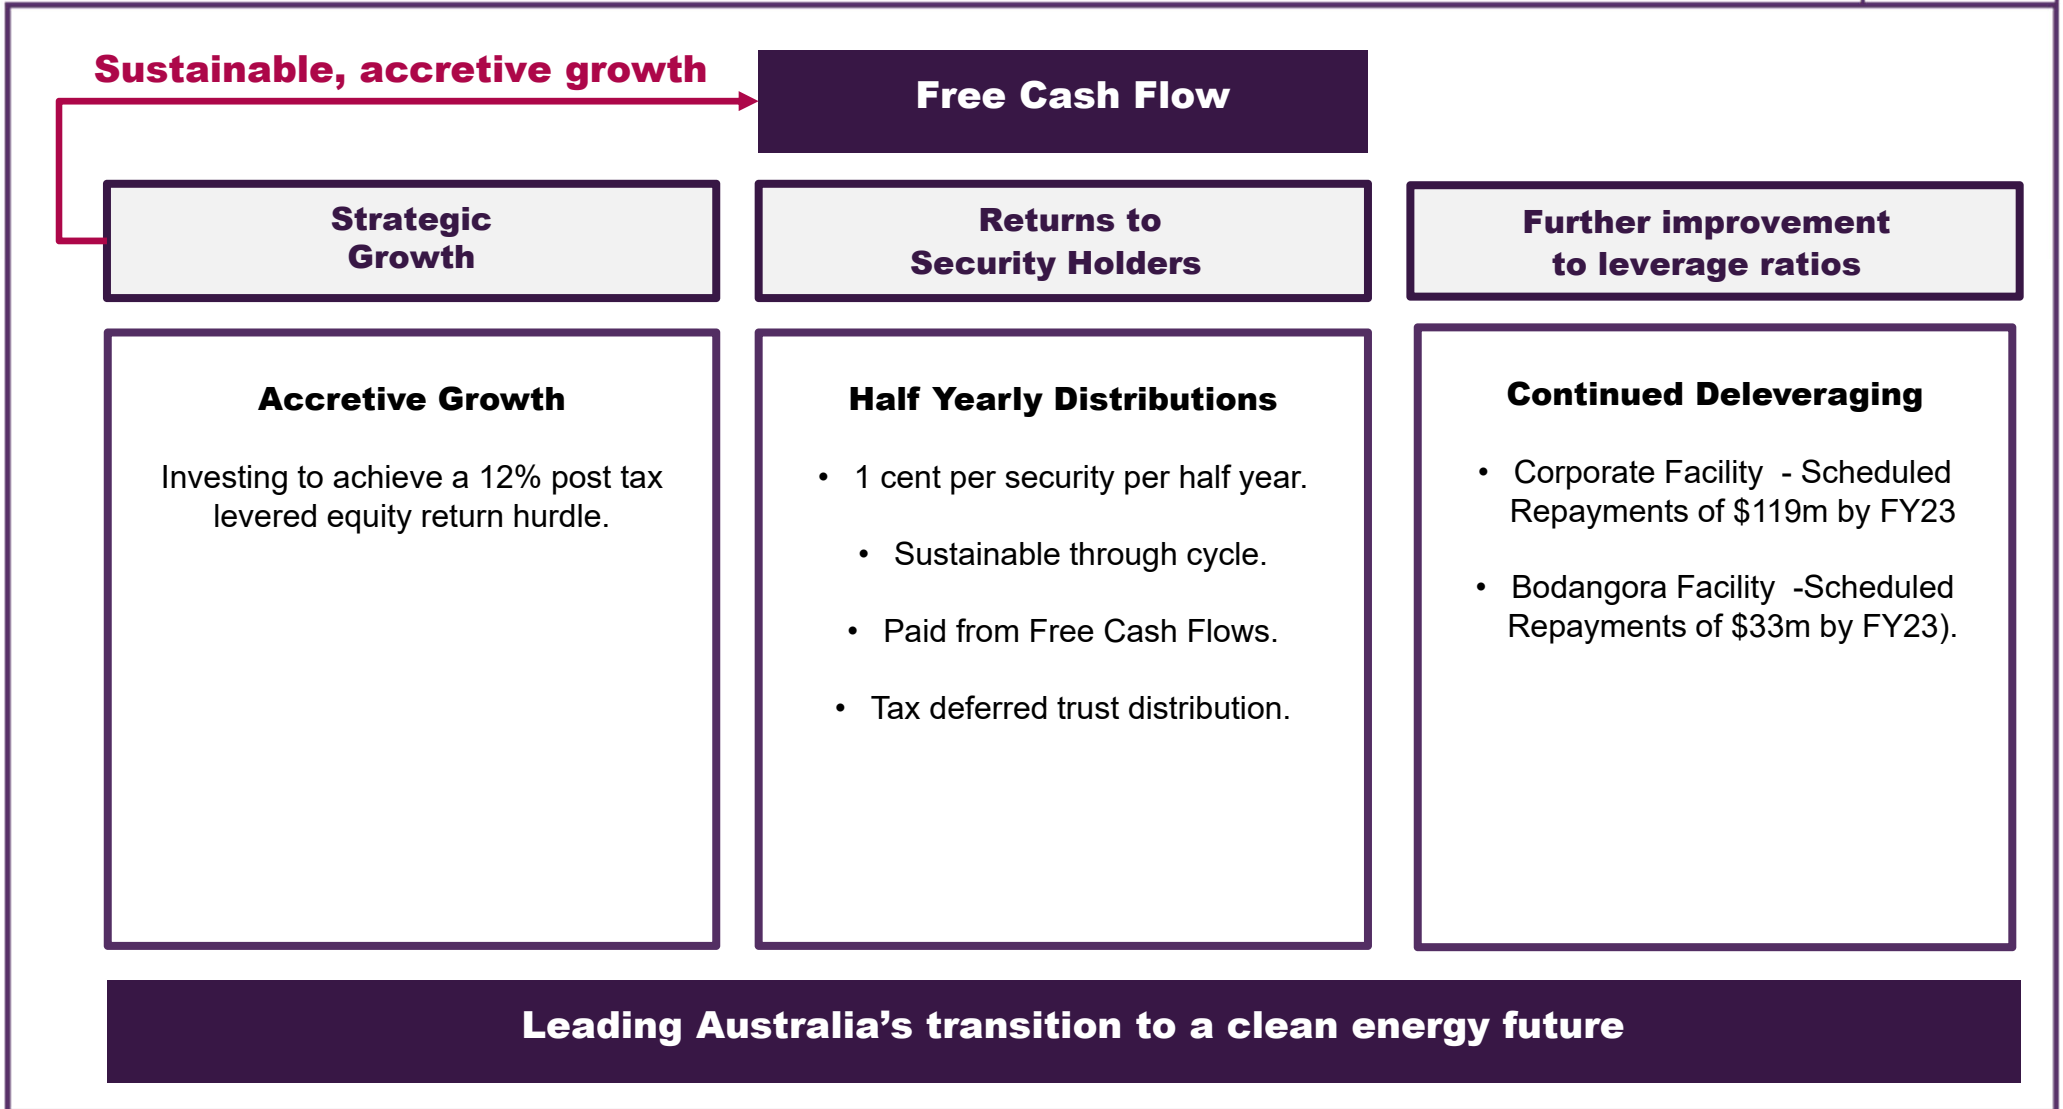 Sustainable, accretive growth
Free Cash Flow
Strategic
Growth
Returns to
Security Holders
Further improvement
to leverage ratios
Accretive Growth
Investing to achieve a 12% post tax
levered equity return hurdle.
Half Yearly Distributions
• 1 cent per security per half year.
• Sustainable through cycle.
• Paid from Free Cash Flows.
• Tax deferred trust distribution.
Continued Deleveraging
• Corporate Facility  - Scheduled
Repayments of $119m by FY23
• Bodangora Facility  -Scheduled
Repayments of $33m by FY23).
Leading Australia’s transition to a clean energy future